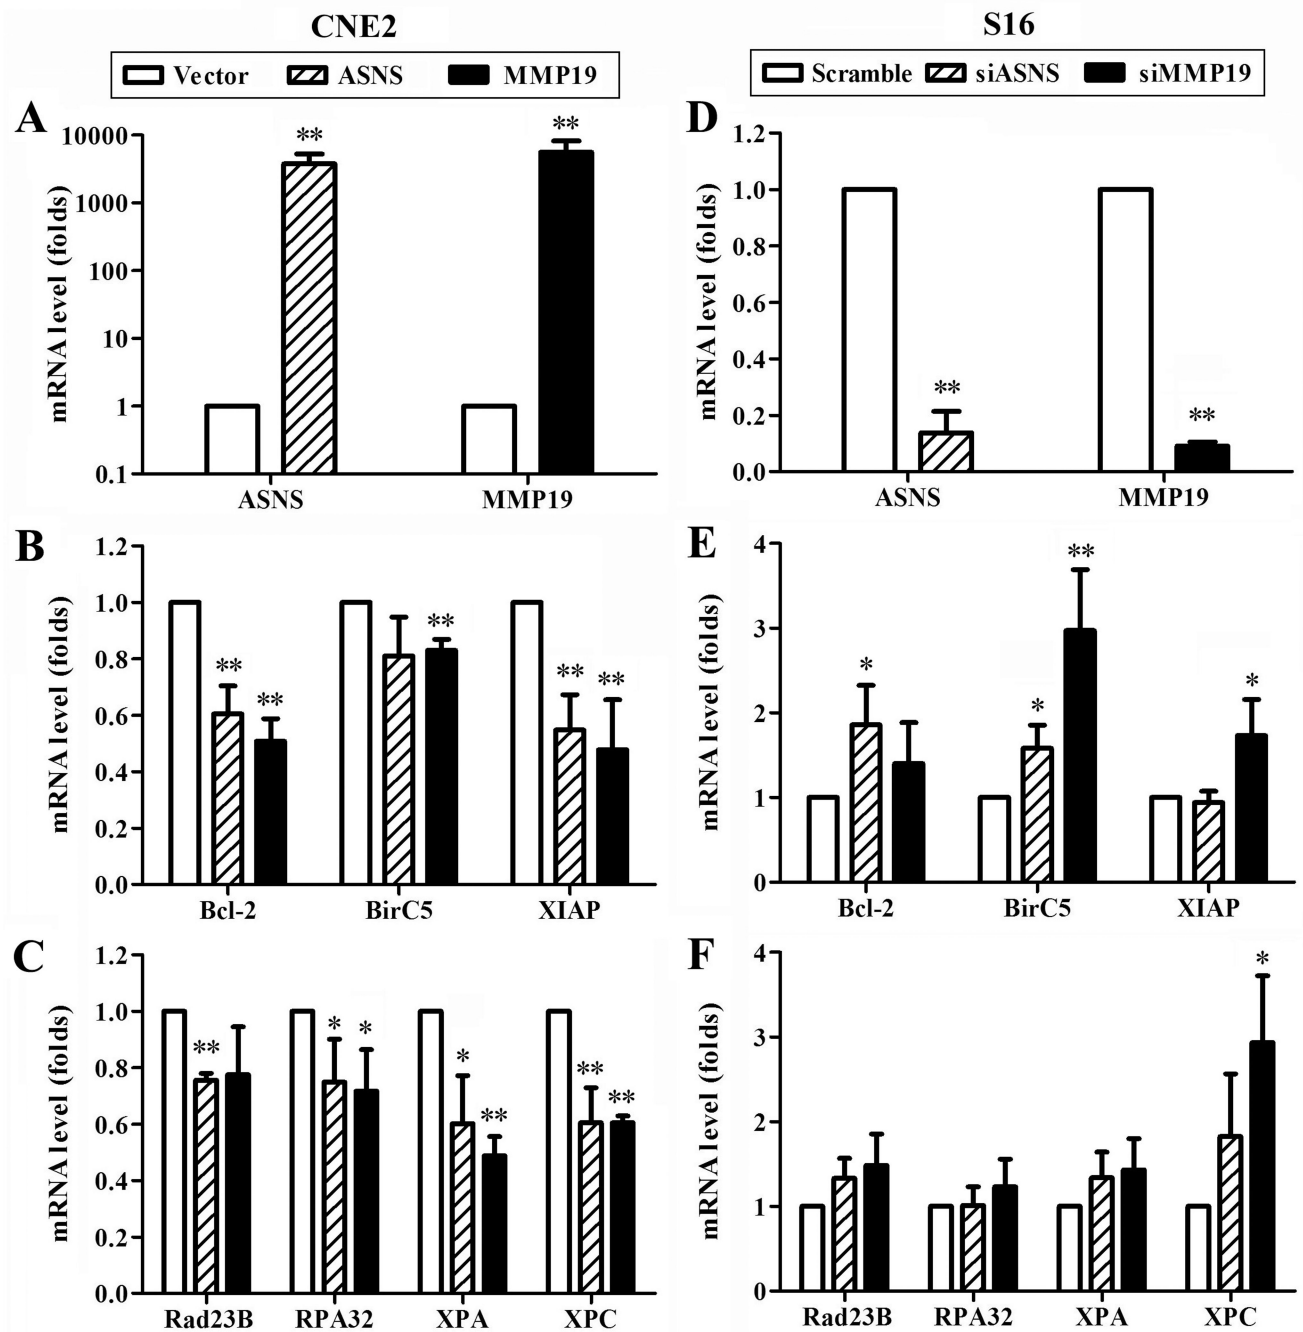 CNE2
Vector ASNS MMP19
A
**
**
10000
1000
100
10
1
0.1
mRNA level (folds)
ASNS MMP19
B
1.2
1.0
0.8
0.6
0.4
0.2
0.0
mRNA level (folds)
** ** ** ** **
Bcl-2 BirC5 XIAP
C
1.2
1.0
0.8
0.6
0.4
0.2
0.0
mRNA level (folds)
** * * * ** ** **
Rad23B RPA32 XPA XPC
S16
Scramble siASNS siMMP19
D
1.2
1.0
0.8
0.6
0.4
0.2
0.0
mRNA level (folds)
** **
ASNS MMP19
E
4
3
2
1
0
mRNA level (folds)
* * ** *
Bcl-2 BirC5 XIAP
F
4
3
2
1
0
mRNA level (folds)
*
Rad23B RPA32 XPA XPC